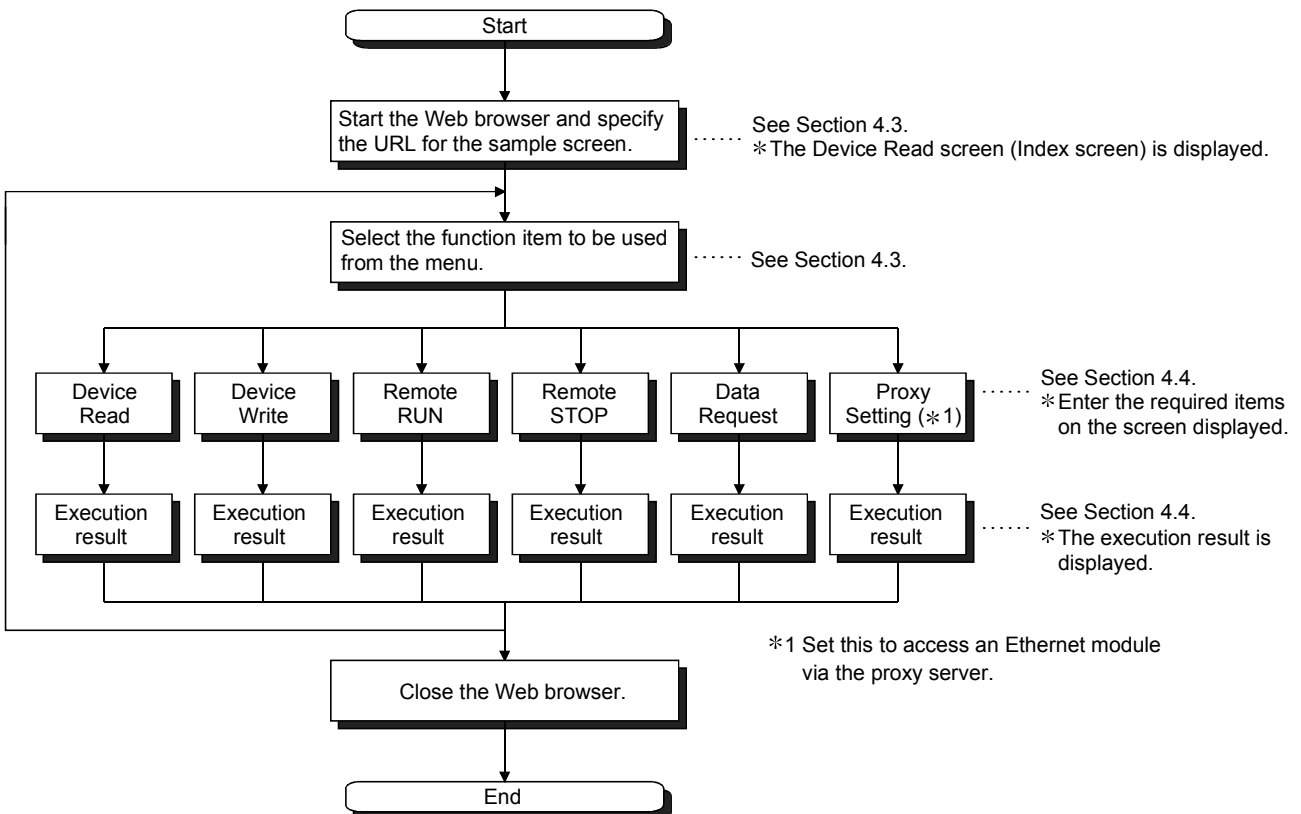 Start
Start the Web browser and specify
the URL for the sample screen.
...... See Section 4.3.
＊The Device Read screen (Index screen) is displayed.
Select the function item to be used
from the menu.
...... See Section 4.3.
Device
Read
Device
Write
Remote
RUN
Remote
STOP
Data
Request
Proxy
Setting (＊1)
...... See Section 4.4.
＊Enter the required items
on the screen displayed.
Execution
result
Execution
result
Execution
result
Execution
result
Execution
result
Execution
result
...... See Section 4.4.
＊The execution result is
displayed.
＊1 Set this to access an Ethernet module
via the proxy server.
Close the Web browser.
End